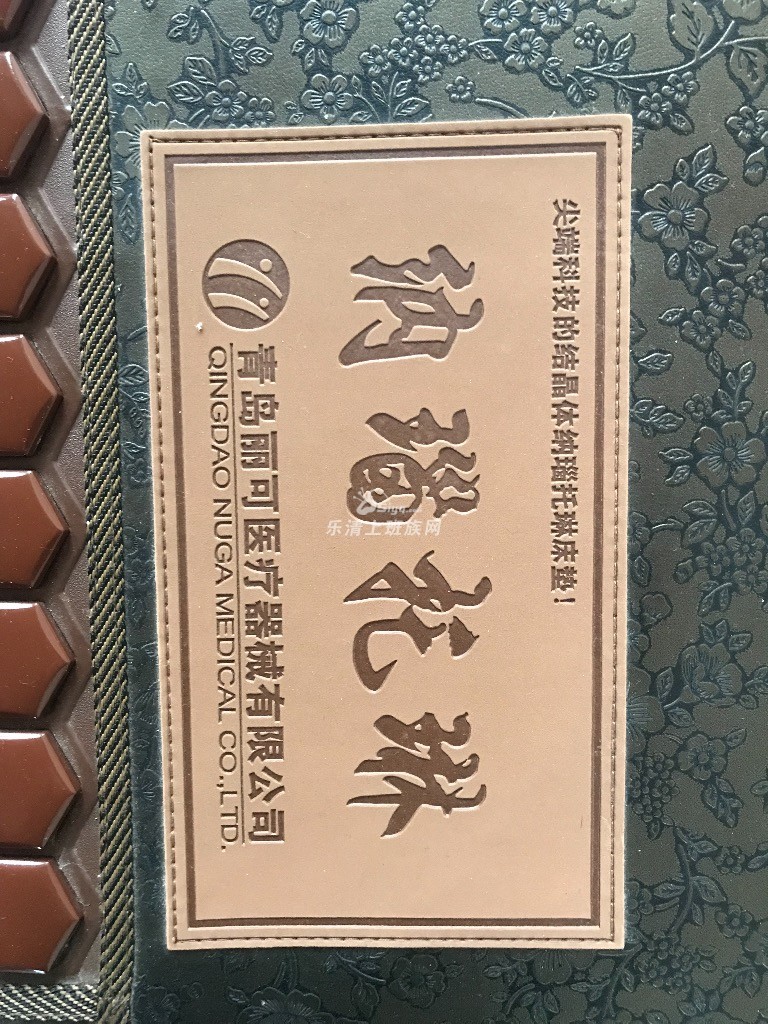 尖端科技的结晶体纳瑙托琳床垫！
纳瑙托琳
青岛丽可医疗器械有限公司
QINGDAO NUGA MEDICAL CO.,LTD.
乐清上班族网